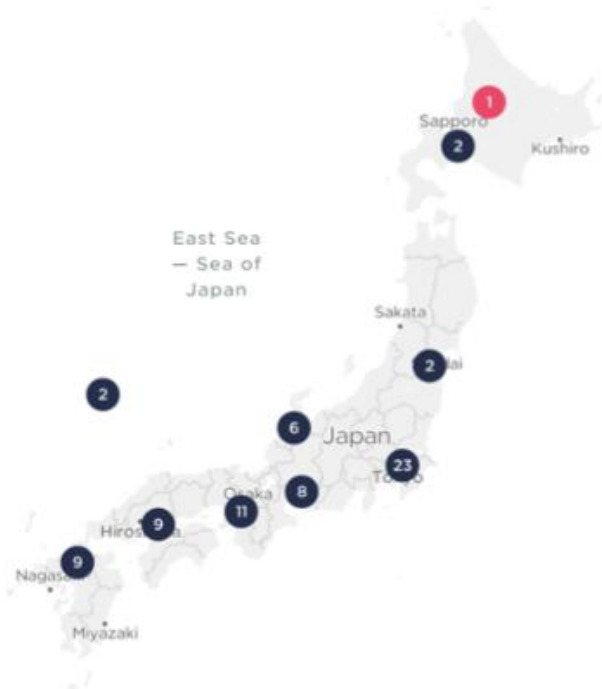 1
Sapporo
2
Kushiro
East Sea
— Sea of
Japan
Sakata
2
2
6
Japan
23
Osaka
8
11
9
9
Miyazaki